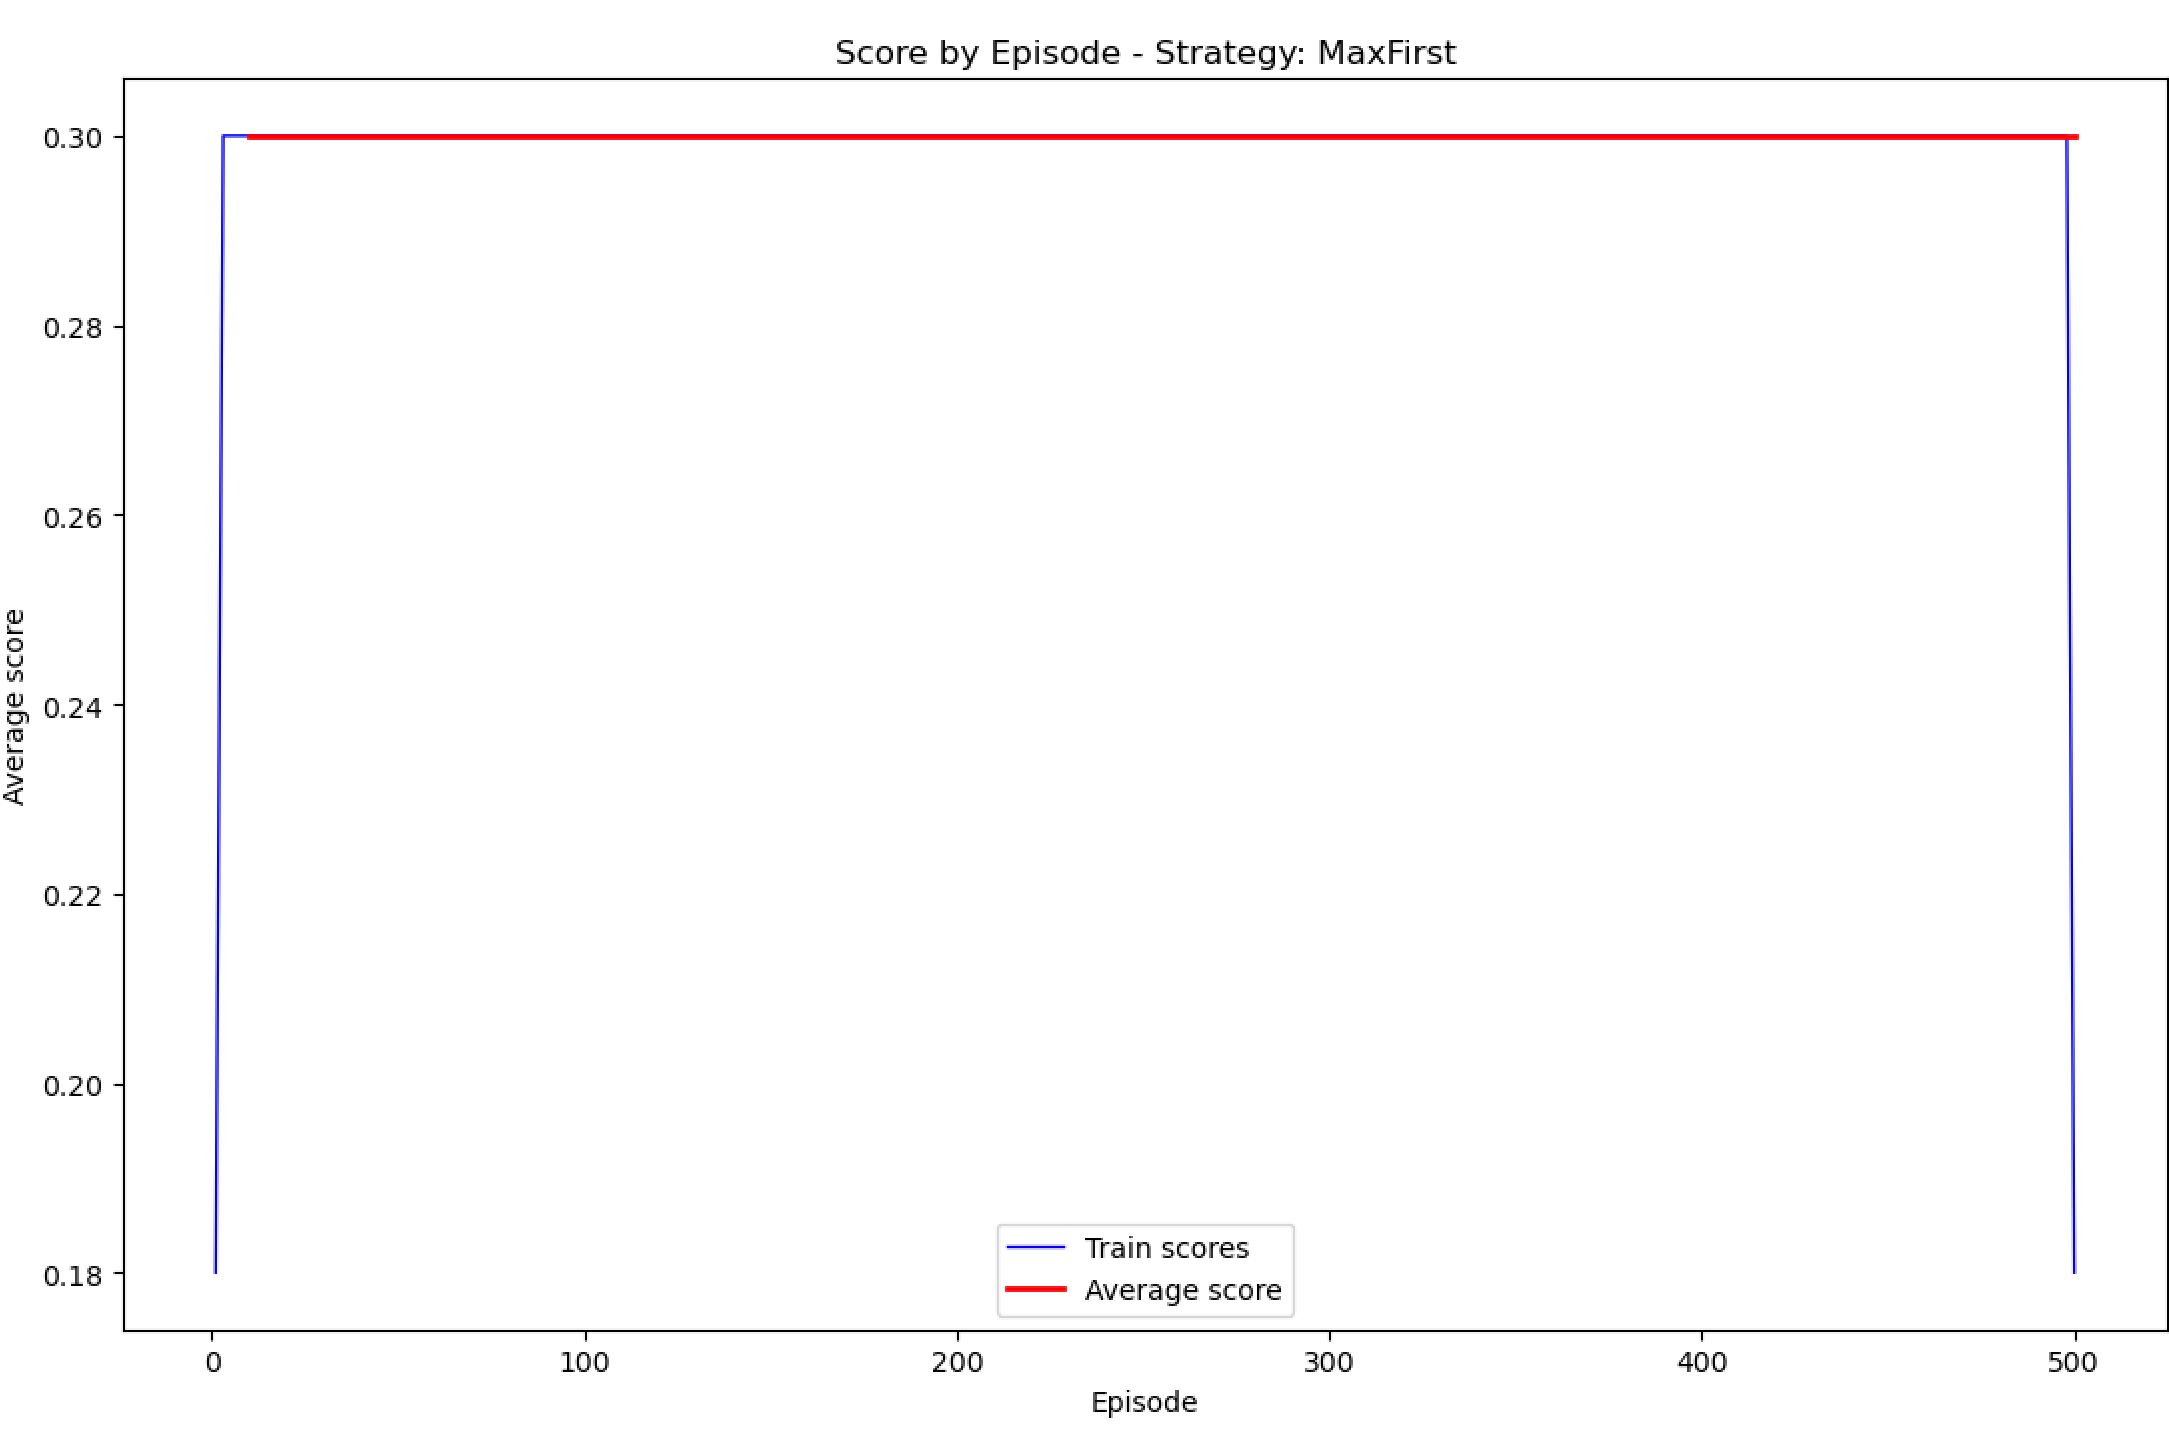 Score by Episode - Strategy: MaxFirst
0.30
0.28
0.26
0.24
0.22
0.20
0.18
Average score
Train scores
Average score
0 100 200 300 400 500
Episode